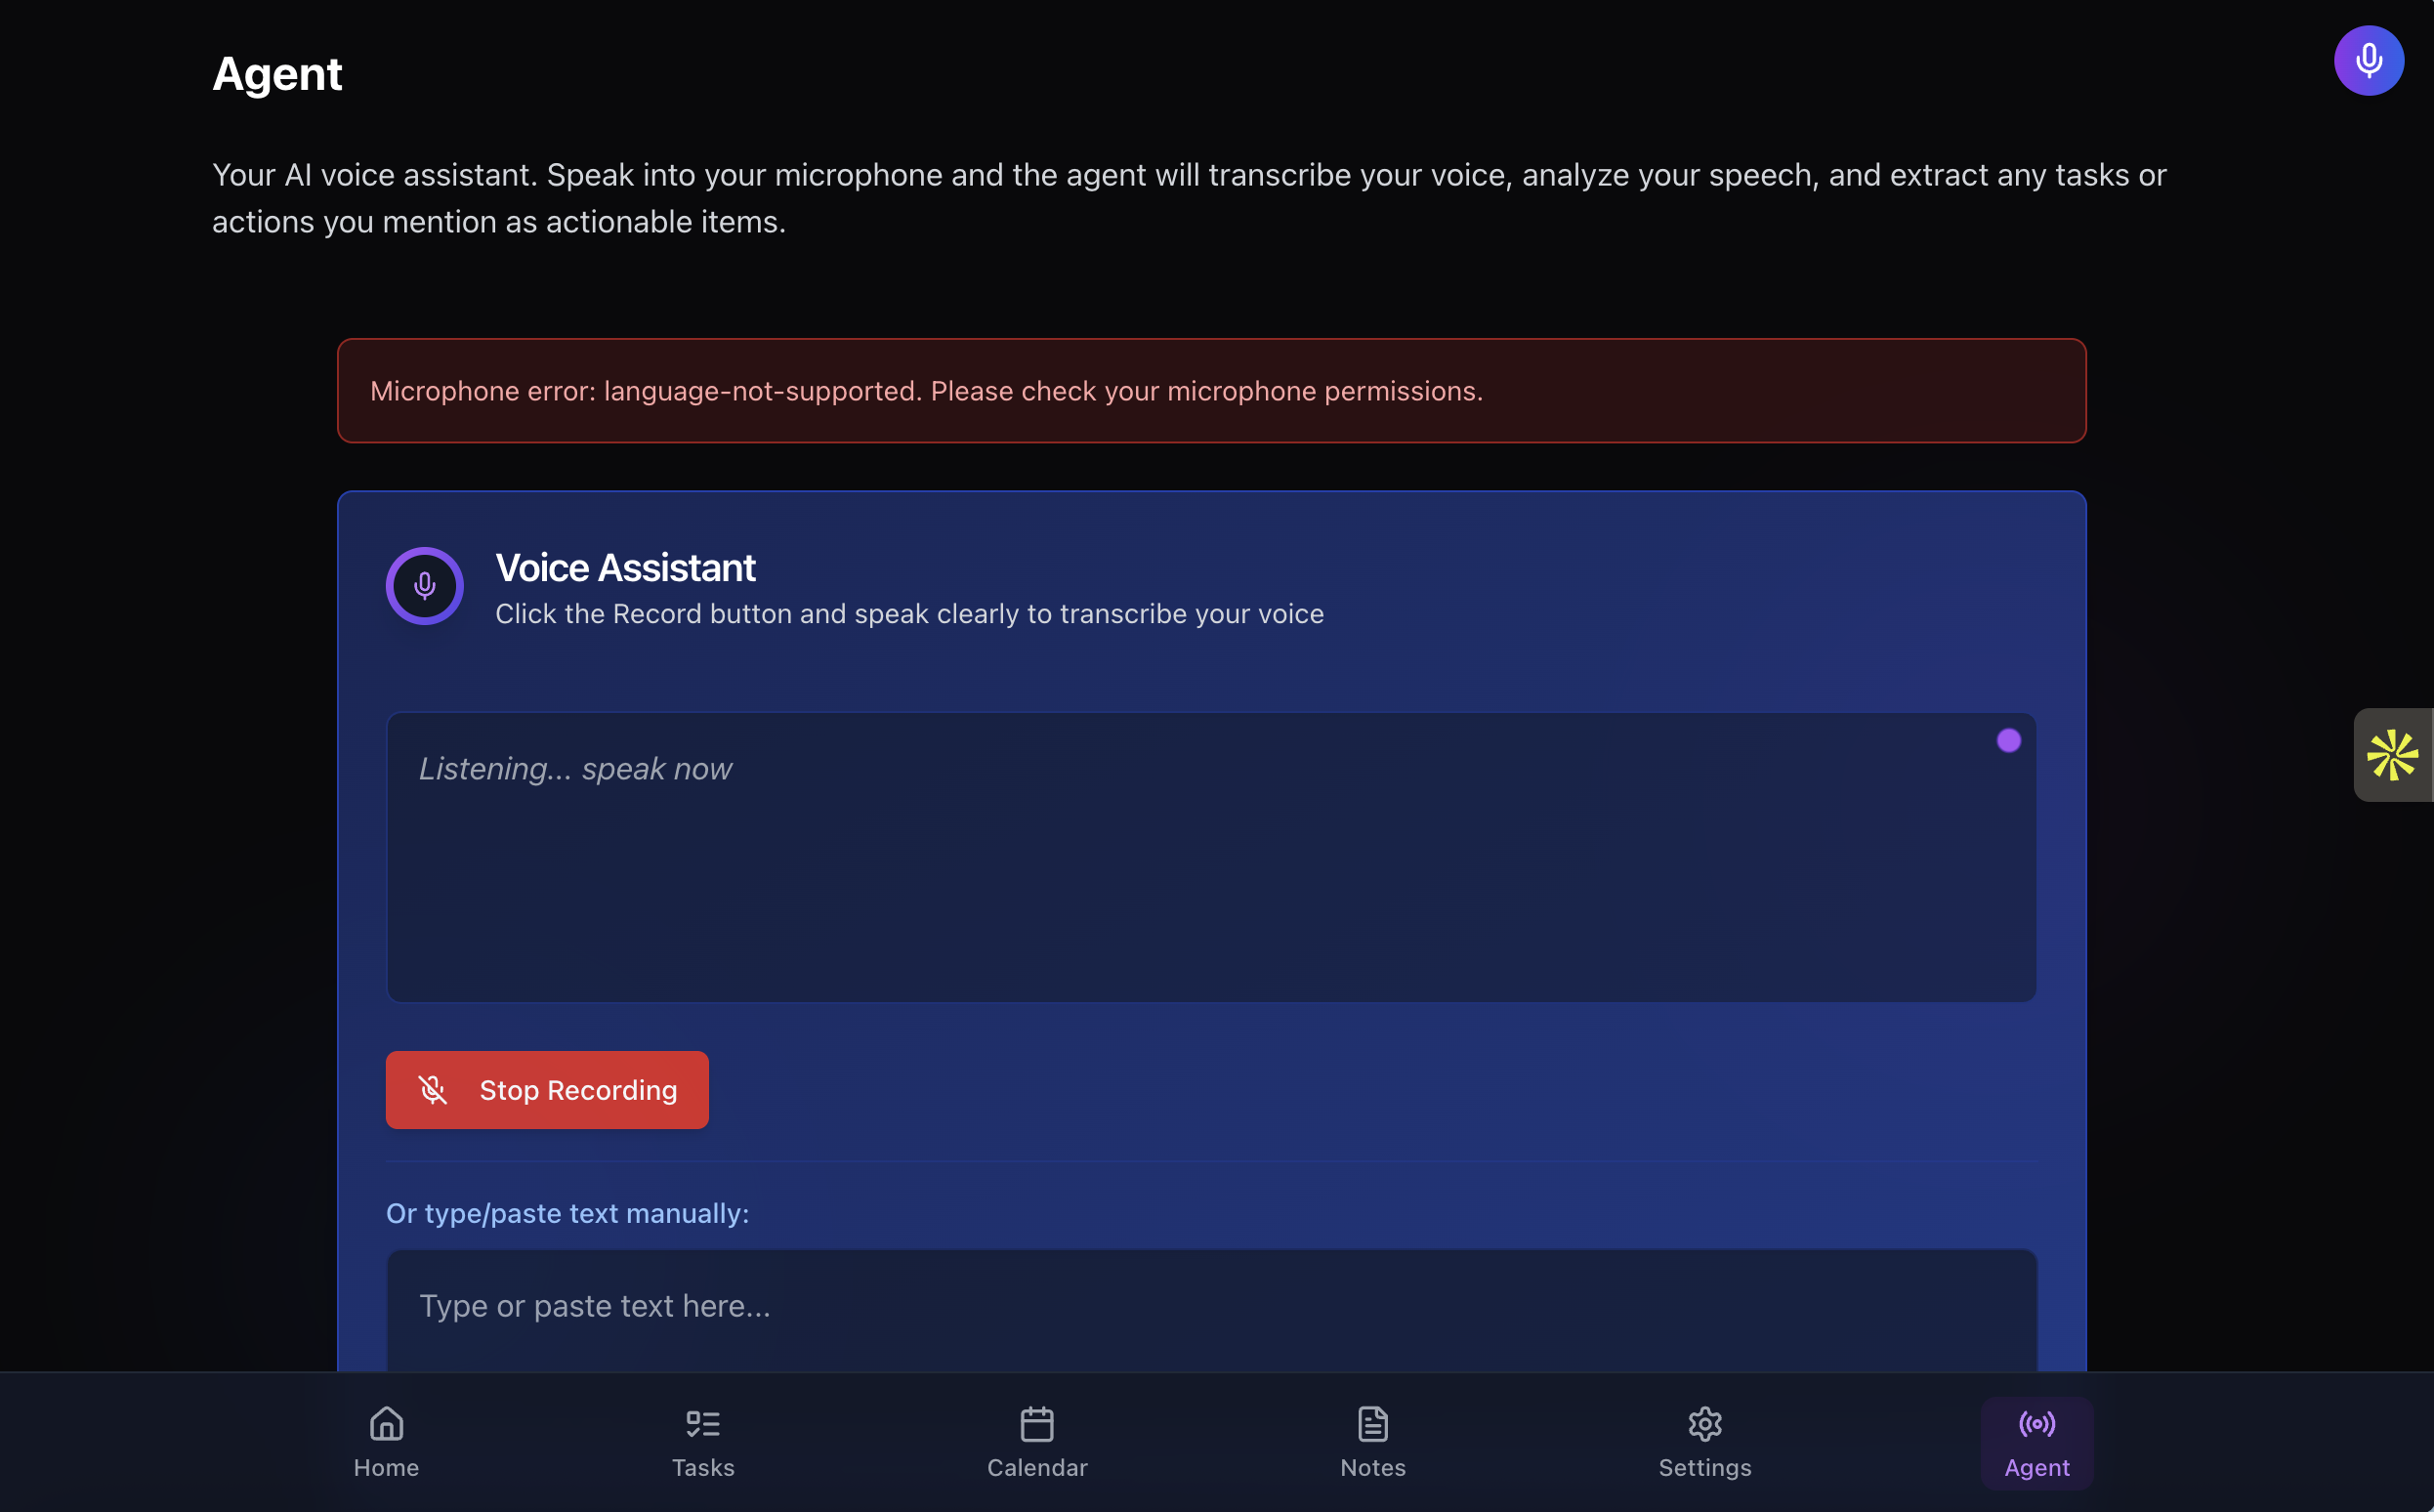 Agent
Your AI voice assistant. Speak into your microphone and the agent will transcribe your voice, analyze your speech, and extract any tasks or
actions you mention as actionable items.
Microphone error: language-not-supported. Please check your microphone permissions.
Voice Assistant
Click the Record button and speak clearly to transcribe your voice
Listening... speak now
Stop Recording
Or type/paste text manually:
Type or paste text here...
Home
Tasks
Calendar
Notes
Settings
Agent